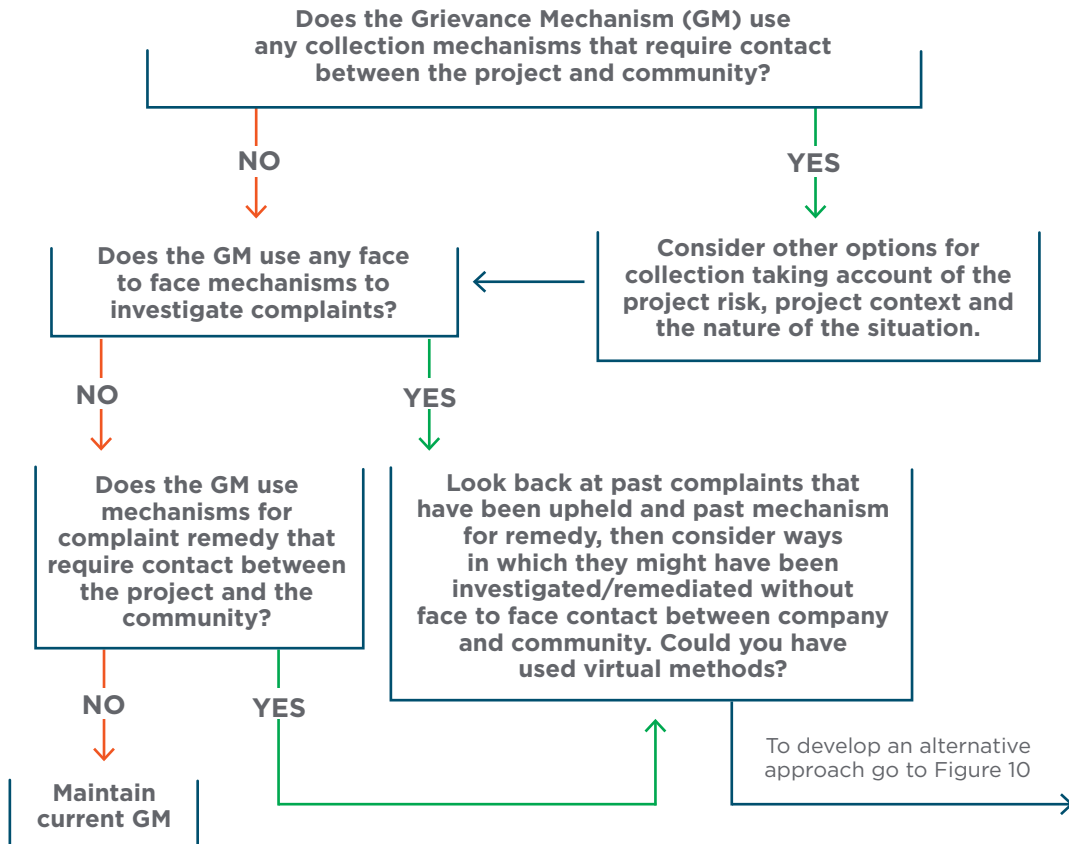 Does the Grievance Mechanism (GM) use
any collection mechanisms that require contact
between the project and community?
NO
YES
Does the GM use any face
to face mechanisms to
investigate complaints?
Consider other options for
collection taking account of the
project risk, project context and
the nature of the situation.
NO
YES
Does the GM use
mechanisms for
complaint remedy that
require contact between
the project and the
community?
Look back at past complaints that
have been upheld and past mechanism
for remedy, then consider ways
in which they might have been
investigated/remediated without
face to face contact between company
and community. Could you have
used virtual methods?
NO
YES
To develop an alternative
approach go to Figure 10
Maintain
current GM